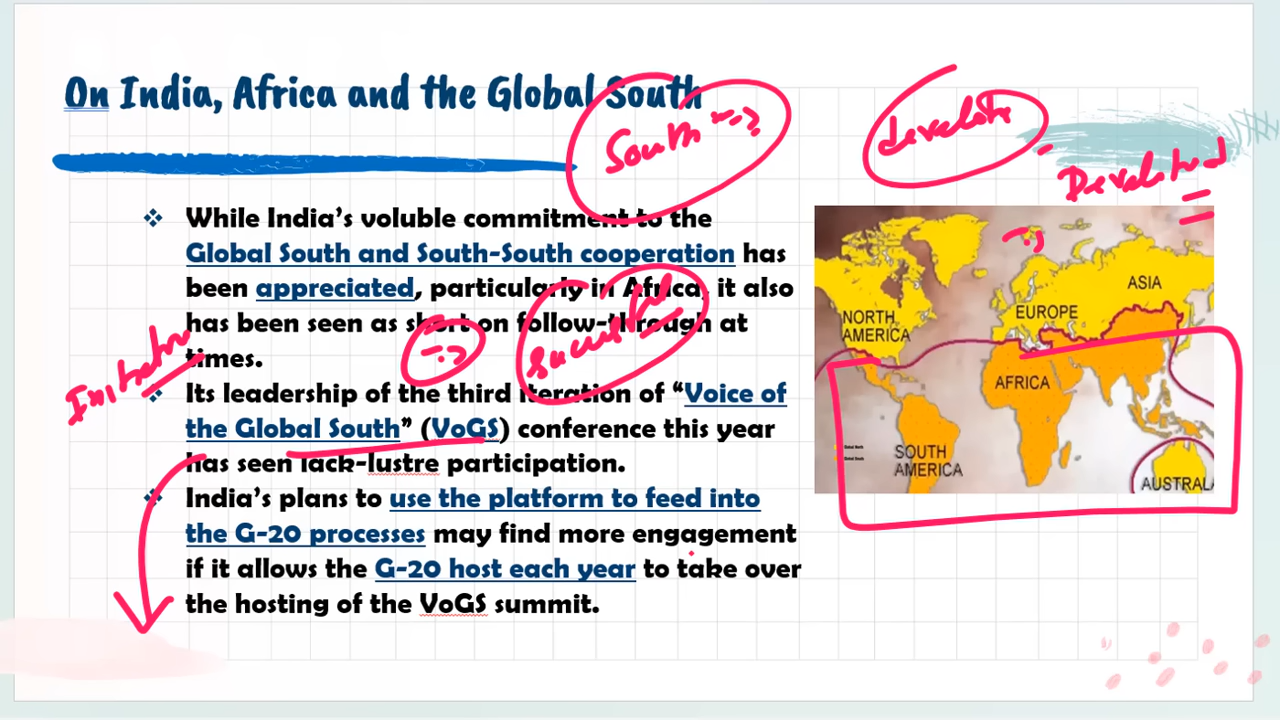 On India, Africa and the Global South
South
Develop
Developed
❖ While India’s voluble commitment to the
Global South and South-South cooperation has
been appreciated, particularly in Africa, it also
has been seen as short on follow-through at
times.
Initiative
Successful
❖ Its leadership of the third iteration of “Voice of
the Global South” (VoGS) conference this year
has seen lack-lustre participation.
❖ India’s plans to use the platform to feed into
the G-20 processes may find more engagement
if it allows the G-20 host each year to take over
the hosting of the VoGS summit.
NORTH
AMERICA
EUROPE
ASIA
AFRICA
SOUTH
AMERICA
AUSTRALA